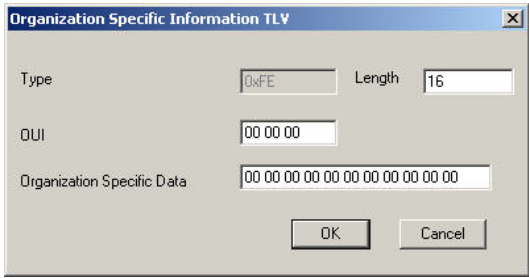 Organization Specific Information TLV
Type 0xFE Length 16
OUI 00 00 00
Organization Specific Data 00 00 00 00 00 00 00 00 00 00 00
OK Cancel